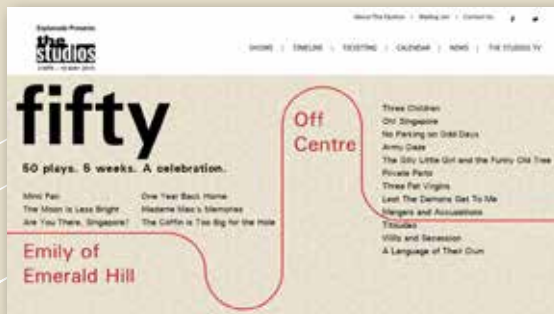 About The Studios | Mailing List | Contact Us
Esplanade Presents
the
studios
SHOWS | TIMELINE | TICKETING | CALENDAR | NEWS | THE STUDIOS TV
fifty
50 plays. 5 weeks. A celebration.
Mimi Fan
The Moon Is Less Bright
Are You There, Singapore?
One Year Back Home
Madame Mao's Memories
The Coffin is Too Big for the Hole
Emily of
Emerald Hill
Off
Centre
Three Children
Oh! Singapore
No Parking on Odd Days
Army Daze
The Silly Little Girl and the Funny Old Tree
Private Parts
Three Fat Virgins
Lest The Demons Get To Me
Mergers and Accusations
Titoudao
Wills and Secession
A Language of Their Own